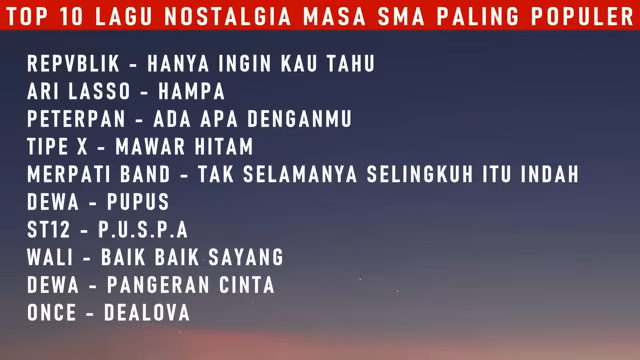 TOP 10 LAGU NOSTALGIA MASA SMA PALING POPULER
REPVBLIK - HANYA INGIN KAU TAHU
ARI LASSO - HAMPA
PETERPAN - ADA APA DENGANMU
TIPE X - MAWAR HITAM
MERPATI BAND - TAK SELAMANYA SELINGKUH ITU INDAH
DEWA - PUPUS
ST12 - P.U.S.P.A
WALI - BAIK BAIK SAYANG
DEWA - PANGERAN CINTA
ONCE - DEALOVA